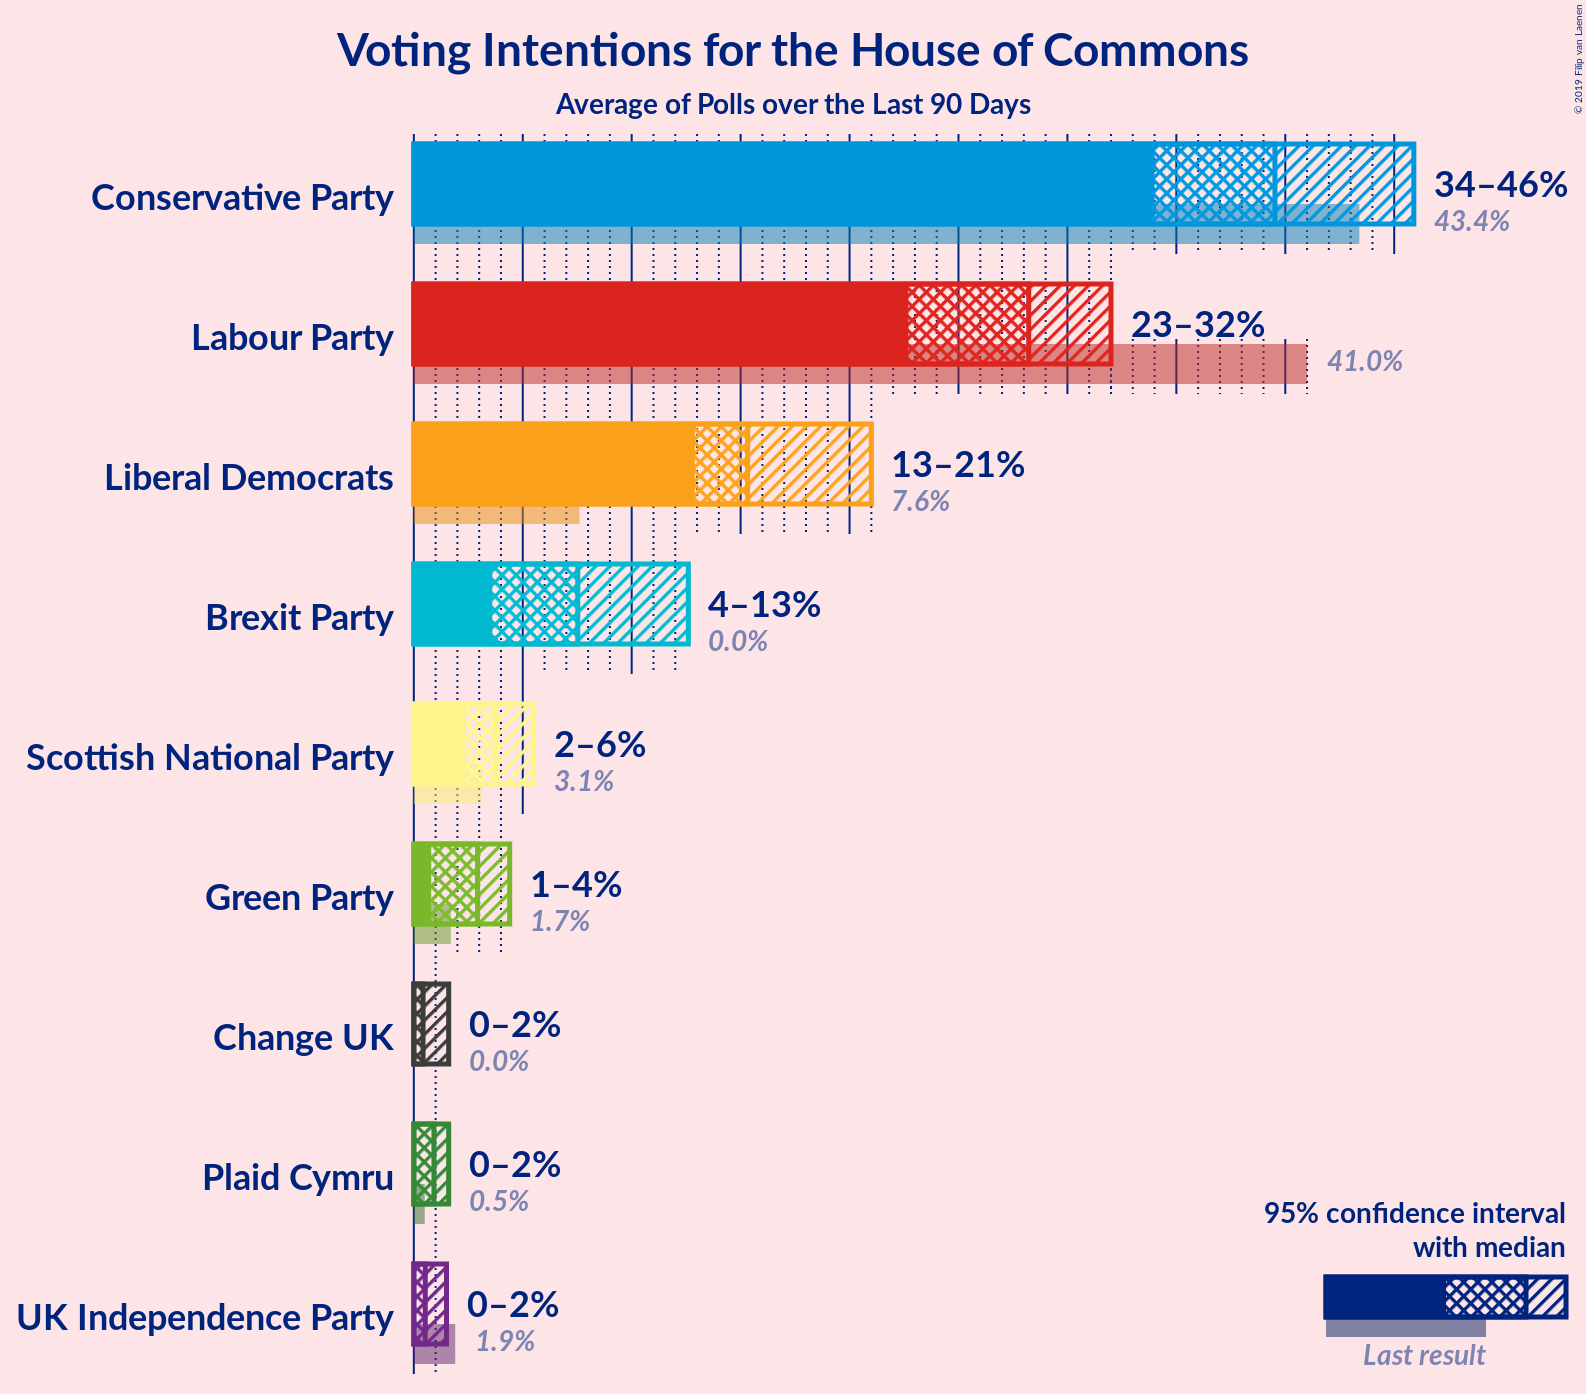 Voting Intentions for the House of Commons
Average of Polls over the Last 90 Days
© 2019 Filip van Laenen
Conservative Party
34–46%
43.4%
Labour Party
23–32%
41.0%
Liberal Democrats
13–21%
7.6%
Brexit Party
4–13%
0.0%
Scottish National Party
2–6%
3.1%
Green Party
1–4%
1.7%
Change UK
0–2%
0.0%
Plaid Cymru
0–2%
0.5%
UK Independence Party
0–2%
1.9%
95% confidence interval
with median
Last result